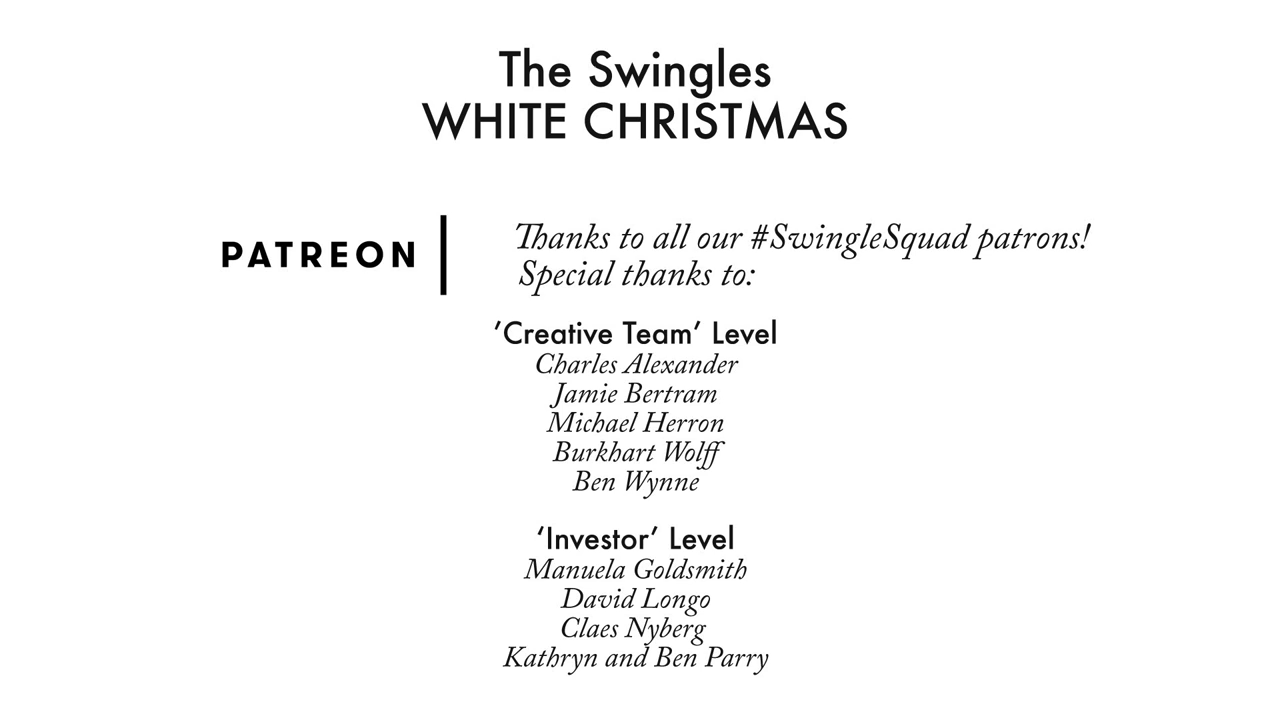 The Swingles
WHITE CHRISTMAS
PATREON
Thanks to all our #SwingleSquad patrons!
Special thanks to:
’Creative Team’ Level
Charles Alexander
Jamie Bertram
Michael Herron
Burkhart Wolff
Ben Wynne
‘Investor’ Level
Manuela Goldsmith
David Longo
Claes Nyberg
Kathryn and Ben Parry